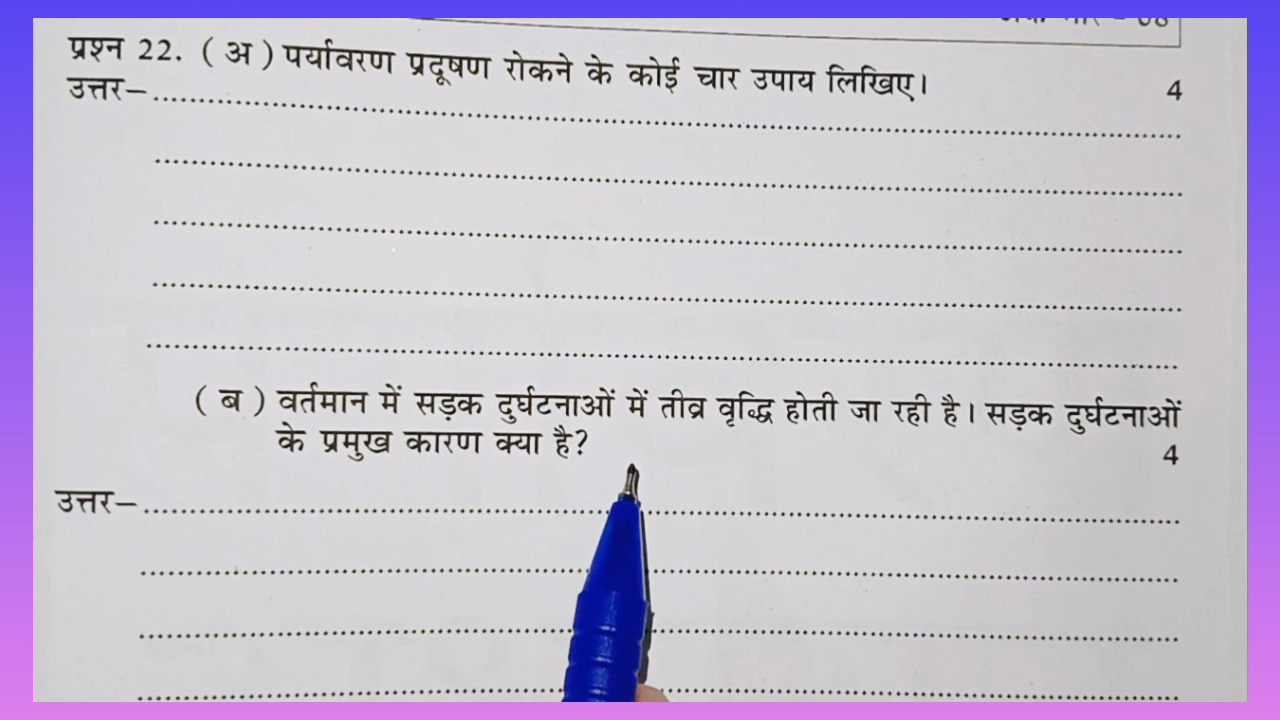 प्रश्न 22. ( अ ) पर्यावरण प्रदूषण रोकने के कोई चार उपाय लिखिए। 4
उत्तर–
( ब ) वर्तमान में सड़क दुर्घटनाओं में तीव्र वृद्धि होती जा रही है। सड़क दुर्घटनाओं
के प्रमुख कारण क्या है? 4
उत्तर–